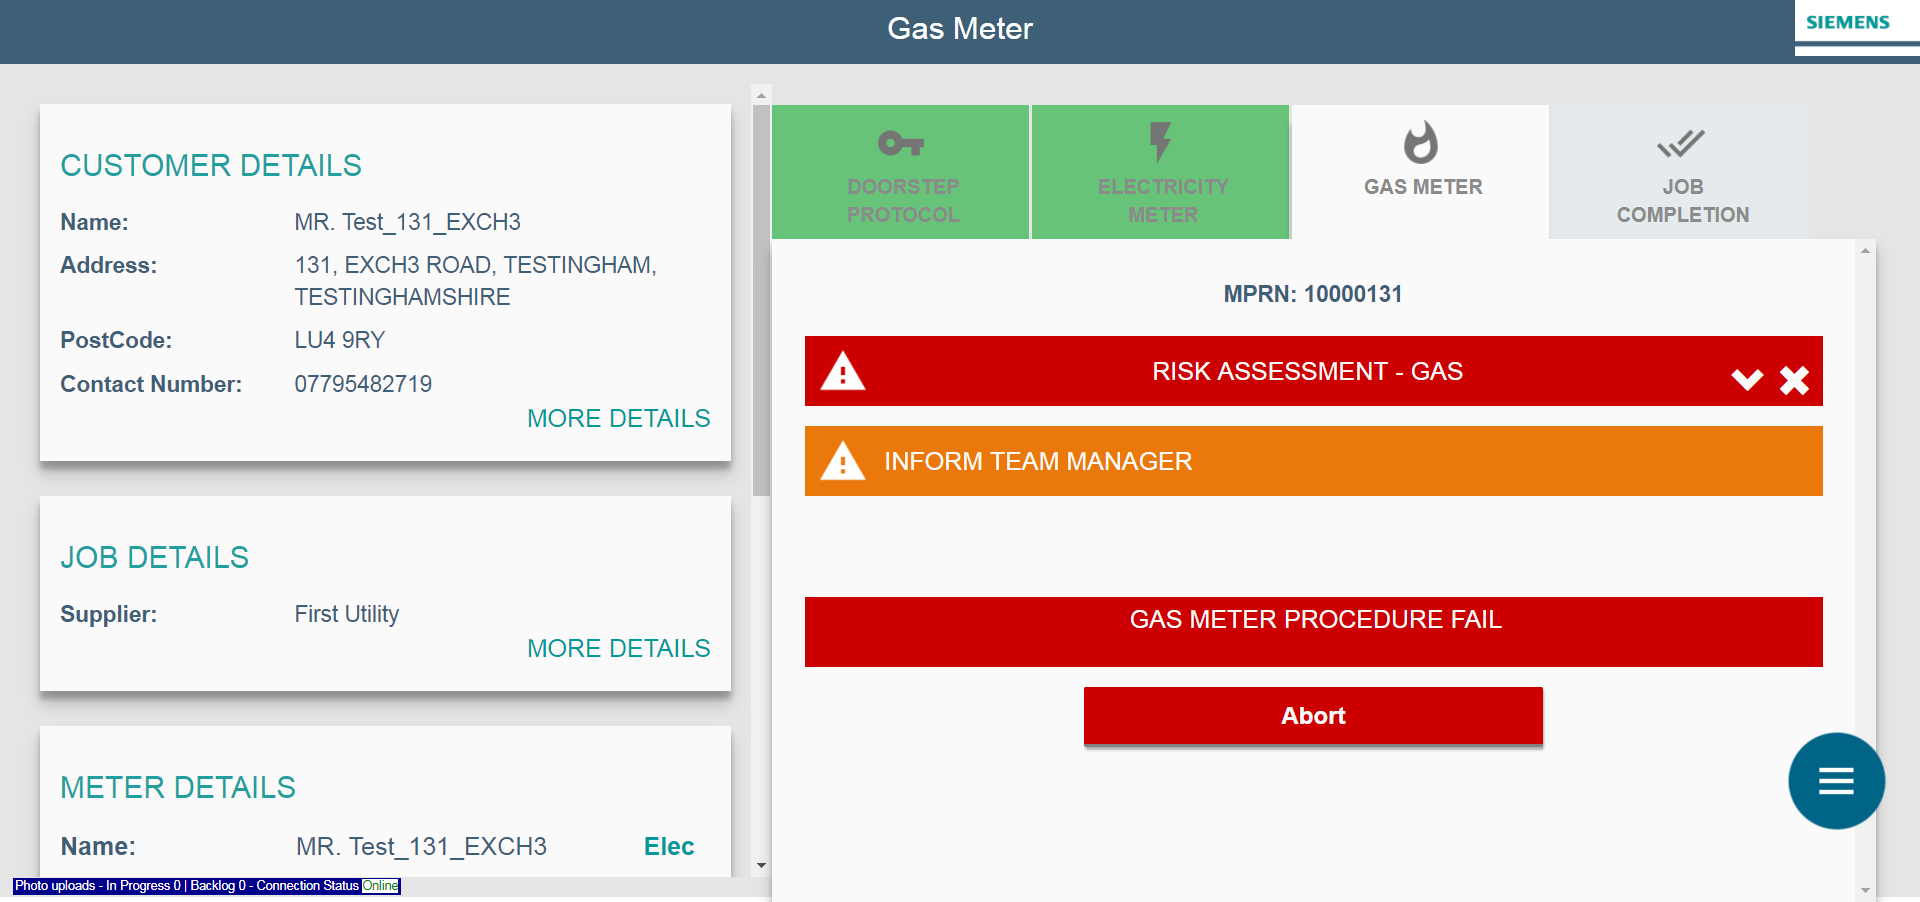 Gas Meter
SIEMENS
CUSTOMER DETAILS
Name: MR. Test_131_EXCH3
Address: 131, EXCH3 ROAD, TESTINGHAM,
TESTINGHAMSHIRE
PostCode: LU4 9RY
Contact Number: 07795482719
MORE DETAILS
JOB DETAILS
Supplier: First Utility
MORE DETAILS
METER DETAILS
Name: MR. Test_131_EXCH3 Elec
Photo uploads - In Progress 0 | Backlog 0 - Connection Status Online
DOORSTEP
PROTOCOL
ELECTRICITY
METER
GAS METER
JOB
COMPLETION
MPRN: 10000131
RISK ASSESSMENT - GAS
INFORM TEAM MANAGER
GAS METER PROCEDURE FAIL
Abort